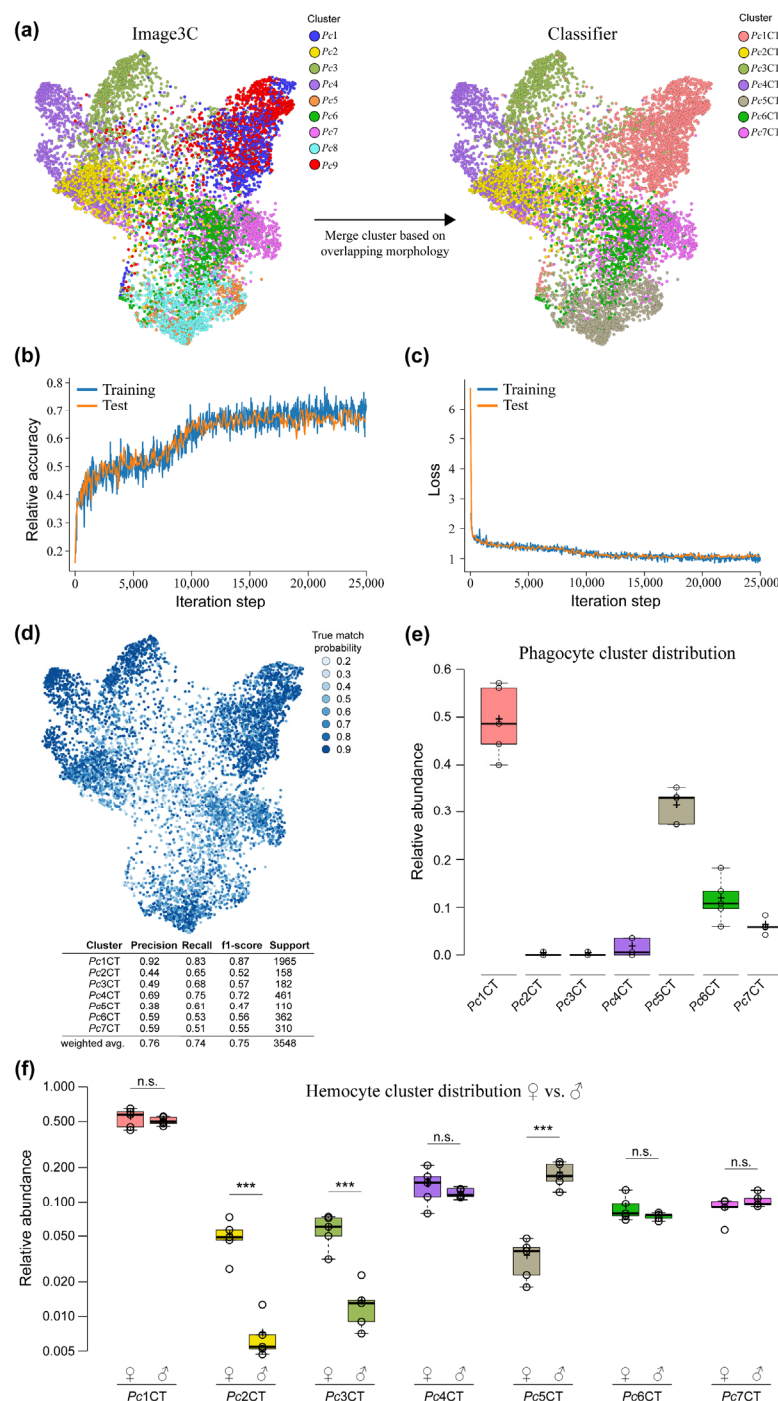 (a)
Image3C
Cluster
Pc1
Pc2
Pc3
Pc4
Pc5
Pc6
Pc7
Pc8
Pc9
Merge cluster based on
overlapping morphology
Classifier
Cluster
Pc1CT
Pc2CT
Pc3CT
Pc4CT
Pc5CT
Pc6CT
Pc7CT
(b)
Relative accuracy
0.8
0.7
0.6
0.5
0.4
0.3
0.2
Training
Test
0 5,000 10,000 15,000 20,000 25,000
Iteration step
(c)
Loss
6
5
4
3
2
1
Training
Test
0 5,000 10,000 15,000 20,000 25,000
Iteration step
(d)
True match
probability
0.2
0.3
0.4
0.5
0.6
0.7
0.8
0.9
Cluster Precision Recall f1-score Support
Pc1CT 0.92 0.83 0.87 1965
Pc2CT 0.44 0.65 0.52 158
Pc3CT 0.49 0.68 0.57 182
Pc4CT 0.69 0.75 0.72 461
Pc5CT 0.38 0.61 0.47 110
Pc6CT 0.59 0.53 0.56 362
Pc7CT 0.59 0.51 0.55 310
weighted avg. 0.76 0.74 0.75 3548
(e)
Phagocyte cluster distribution
Relative abundance
0.6
0.5
0.4
0.3
0.2
0.1
0.0
Pc1CT Pc2CT Pc3CT Pc4CT Pc5CT Pc6CT Pc7CT
(f)
Hemocyte cluster distribution ♀ vs. ♂
Relative abundance
1.000
0.500
0.200
0.100
0.050
0.020
0.010
0.005
n.s. *** *** n.s. *** n.s. n.s.
♀ ♂ ♀ ♂ ♀ ♂ ♀ ♂ ♀ ♂ ♀ ♂ ♀ ♂
Pc1CT Pc2CT Pc3CT Pc4CT Pc5CT Pc6CT Pc7CT